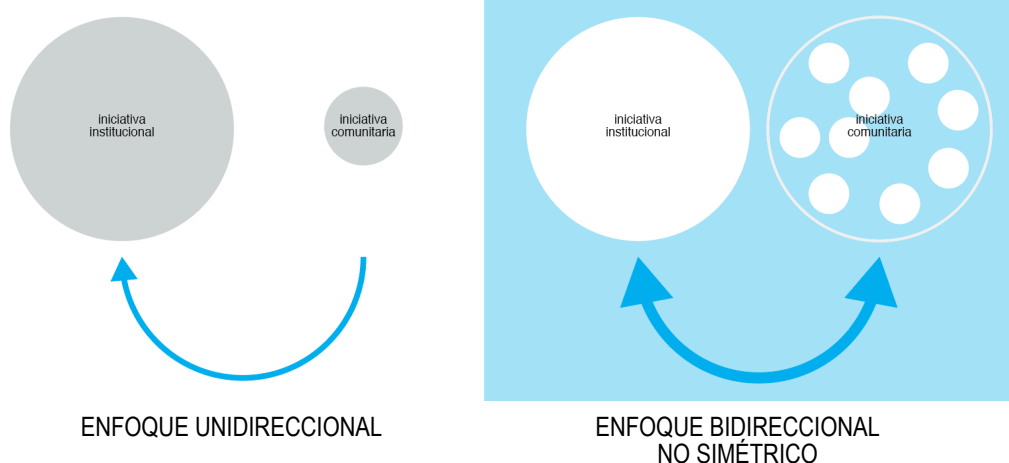 iniciativa
institucional
iniciativa
comunitaria
ENFOQUE UNIDIRECCIONAL
iniciativa
institucional
iniciativa
comunitaria
ENFOQUE BIDIRECCIONAL
NO SIMÉTRICO